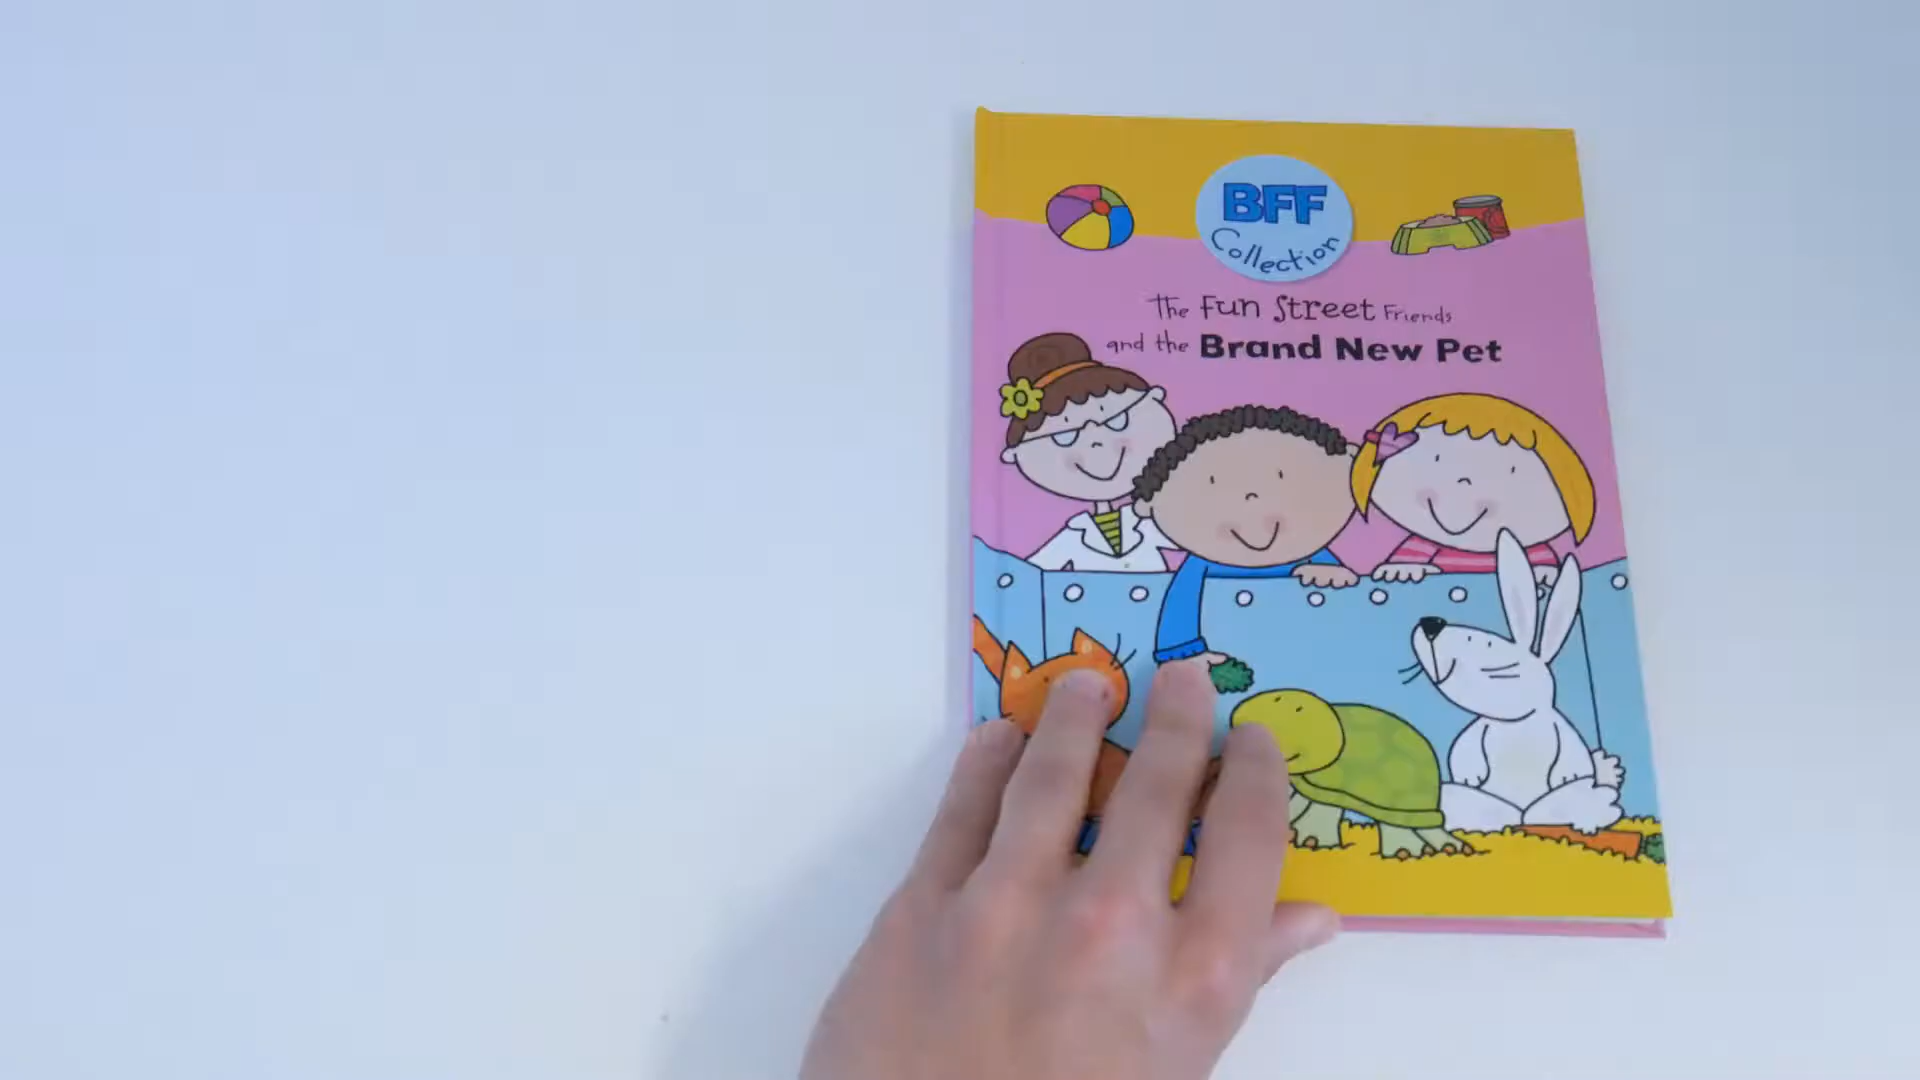 BFF
Collection
The Fun Street Friends
and the Brand New Pet